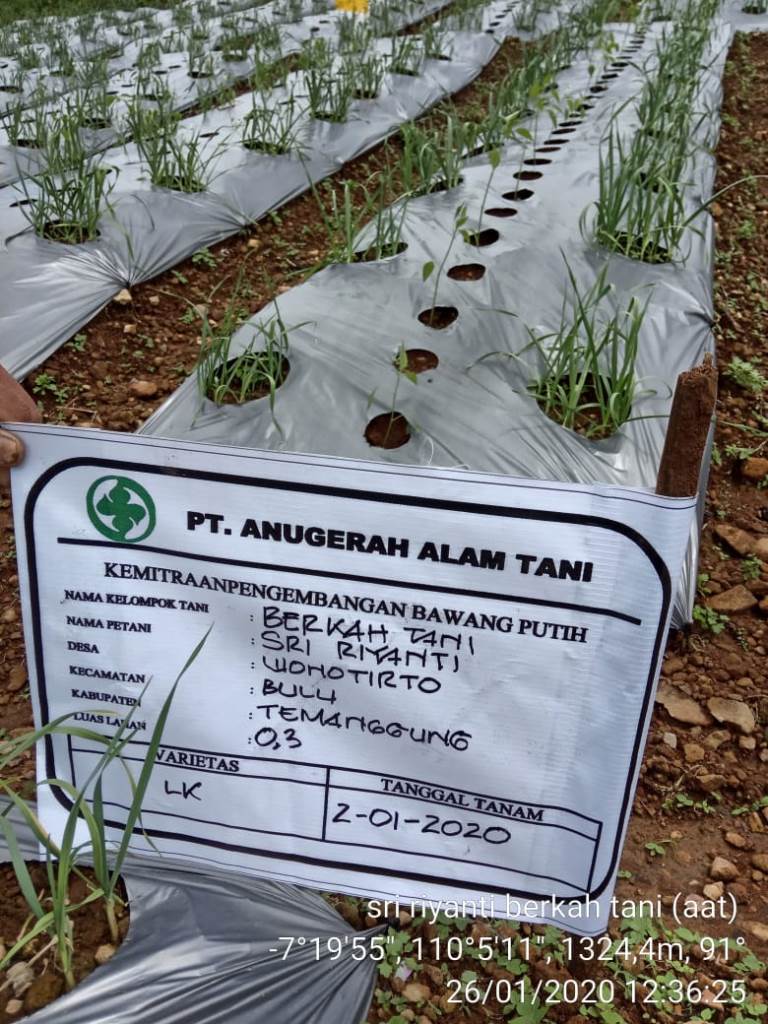 PT. ANUGERAH ALAM TANI
KEMITRAANPENGEMBANGAN BAWANG PUTIH
NAMA KELOMPOK TANI : BERKAH TANI
NAMA PETANI : SRI RIYANTI
DESA : WONOTIRTO
KECAMATAN : BULU
KABUPATEN : TEMANGGUNG
LUAS LAHAN : 0,3
VARIETAS TANGGAL TANAM
LK 2-01-2020
sri riyanti berkah tani (aat)
-7°19'55", 110°5'11", 1324,4m, 91°
26/01/2020 12:36:25